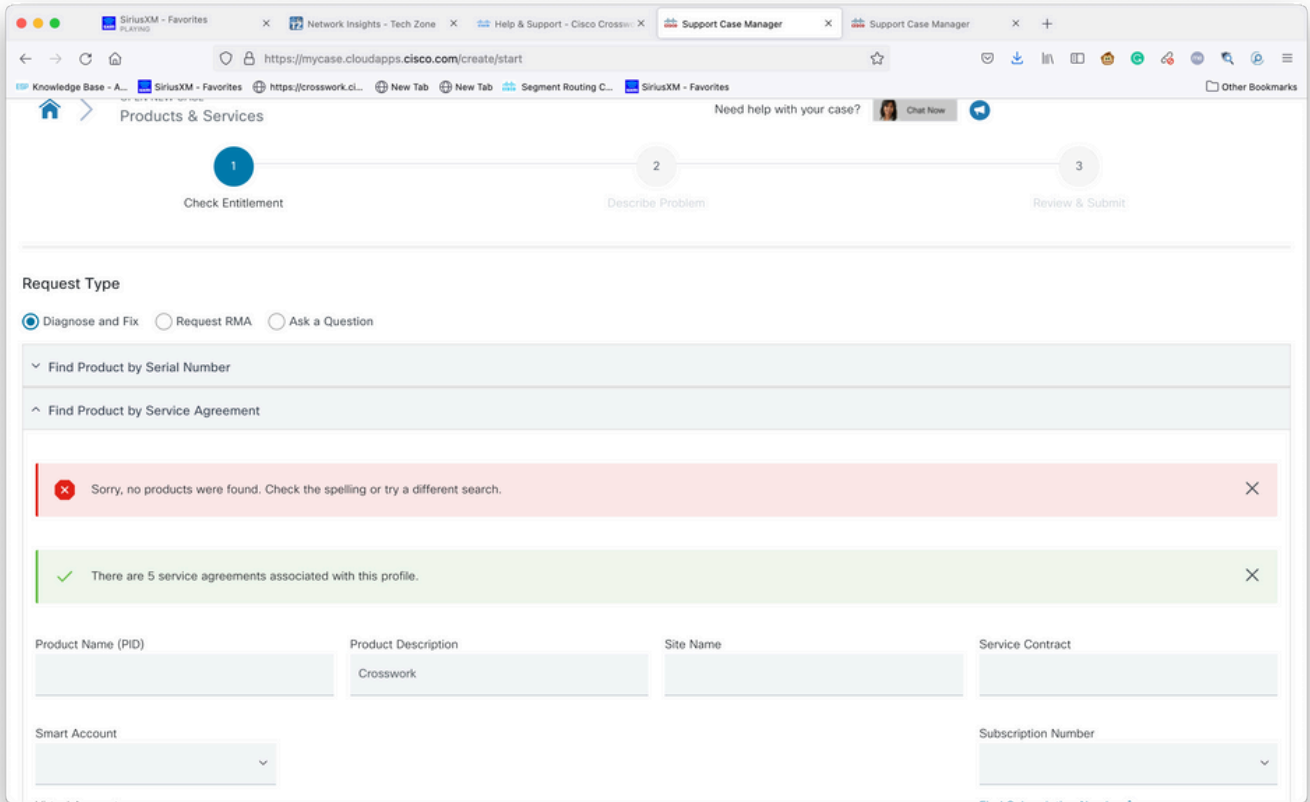 SiriusXM - Favorites
PLAYING
Network Insights - Tech Zone
Help & Support - Cisco Crosswo
Support Case Manager
Support Case Manager
https://mycase.cloudapps.cisco.com/create/start
Knowledge Base - A...
SiriusXM - Favorites
https://crosswork.ci...
New Tab
New Tab
Segment Routing C...
SiriusXM - Favorites
Other Bookmarks
OPEN NEW CASE
Products & Services
Need help with your case?
Chat Now
1
2
3
Check Entitlement
Describe Problem
Review & Submit
Request Type
Diagnose and Fix
Request RMA
Ask a Question
Find Product by Serial Number
Find Product by Service Agreement
Sorry, no products were found. Check the spelling or try a different search.
There are 5 service agreements associated with this profile.
Product Name (PID)
Product Description
Site Name
Service Contract
Crosswork
Smart Account
Subscription Number